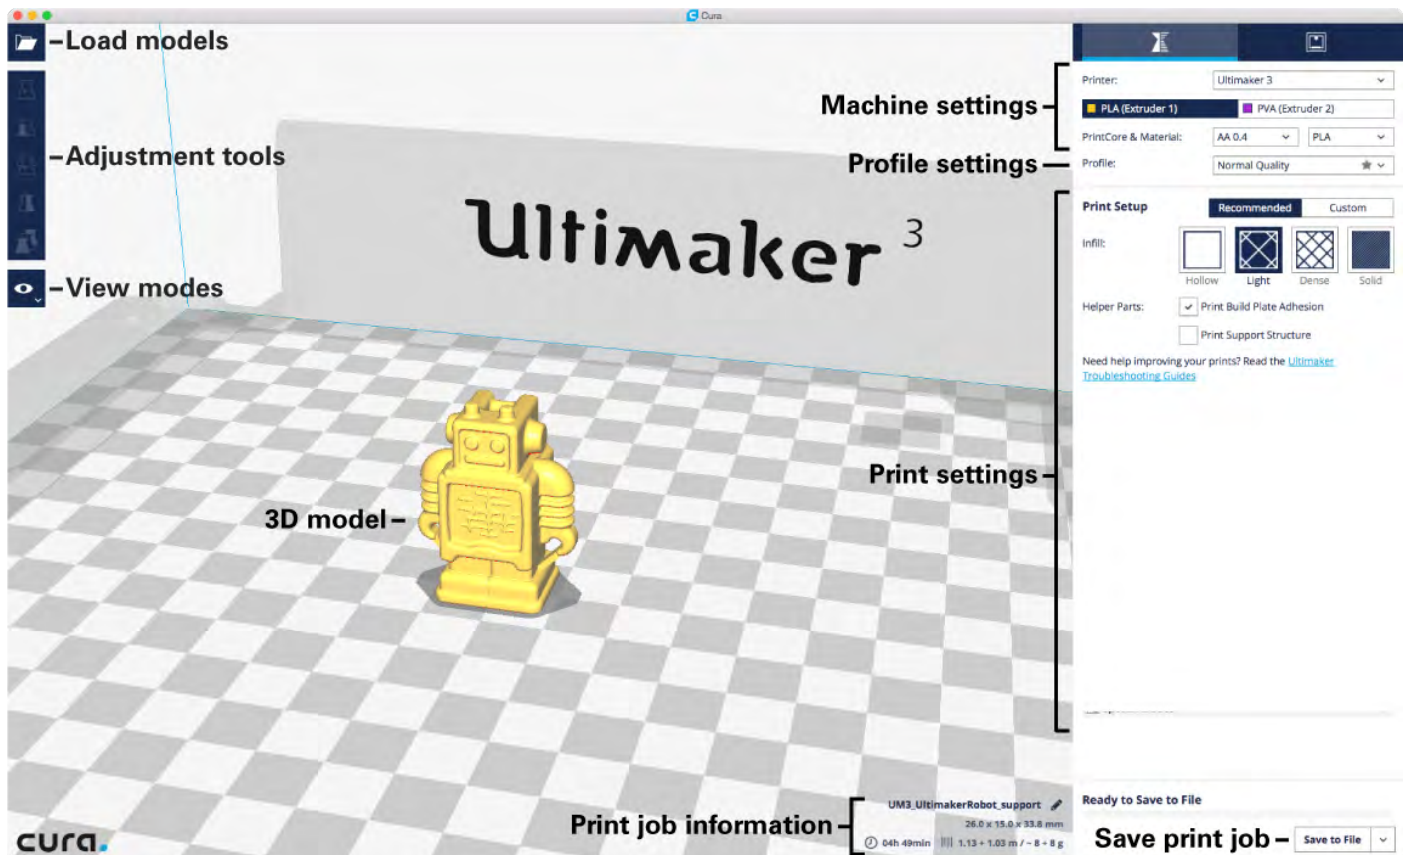 Cura
Load models
Adjustment tools
View modes
Ultimaker 3
3D model
Machine settings
Profile settings
Print settings
Print job information
Save print job
Printer:
Ultimaker 3
PLA (Extruder 1)
PVA (Extruder 2)
PrintCore & Material:
AA 0.4
PLA
Profile:
Normal Quality
Print Setup
Recommended
Custom
Infill:
Hollow
Light
Dense
Solid
Helper Parts:
Print Build Plate Adhesion
Print Support Structure
Need help improving your prints? Read the Ultimaker
Troubleshooting Guides
UM3_UltimakerRobot_support
26.0 x 15.0 x 33.8 mm
04h 49min
1.13 + 1.03 m / ~ 8 + 8 g
Ready to Save to File
Save to File
cura.